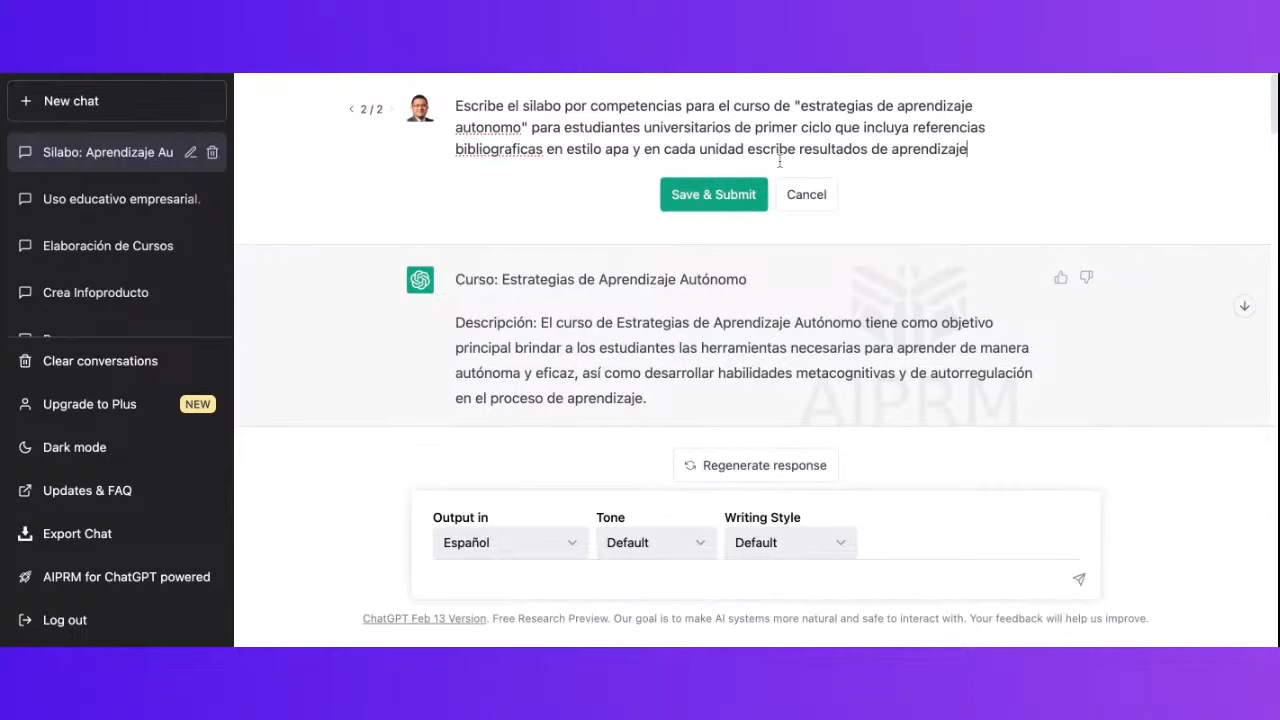 New chat
Silabo: Aprendizaje Au
Uso educativo empresarial.
Elaboración de Cursos
Crea Infoproducto
Clear conversations
Upgrade to Plus NEW
Dark mode
Updates & FAQ
Export Chat
AIPRM for ChatGPT powered
Log out
2 / 2
Escribe el silabo por competencias para el curso de "estrategias de aprendizaje
autonomo" para estudiantes universitarios de primer ciclo que incluya referencias
bibliograficas en estilo apa y en cada unidad escribe resultados de aprendizaje
Save & Submit Cancel
Curso: Estrategias de Aprendizaje Autónomo
Descripción: El curso de Estrategias de Aprendizaje Autónomo tiene como objetivo
principal brindar a los estudiantes las herramientas necesarias para aprender de manera
autónoma y eficaz, así como desarrollar habilidades metacognitivas y de autorregulación
en el proceso de aprendizaje.
AIPRM
Regenerate response
Output in Tone Writing Style
Español Default Default
ChatGPT Feb 13 Version. Free Research Preview. Our goal is to make AI systems more natural and safe to interact with. Your feedback will help us improve.